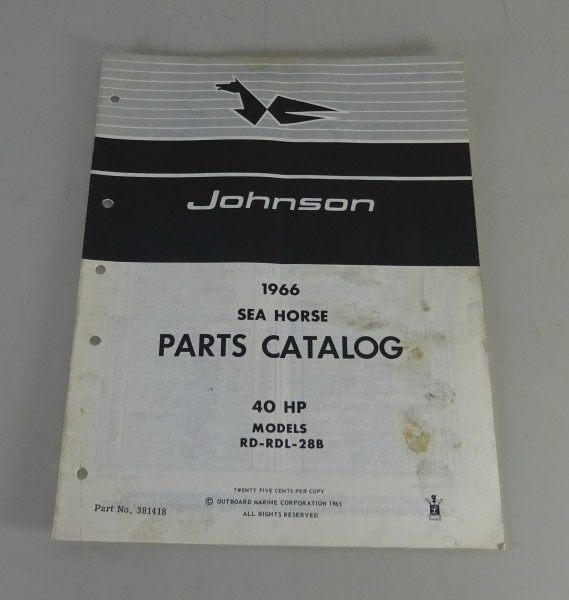 Johnson
1966
SEA HORSE
PARTS CATALOG
40 HP
MODELS
RD-RDL-28B
TWENTY FIVE CENTS PER COPY
© OUTBOARD MARINE CORPORATION 1965
ALL RIGHTS RESERVED
Part No. 381418